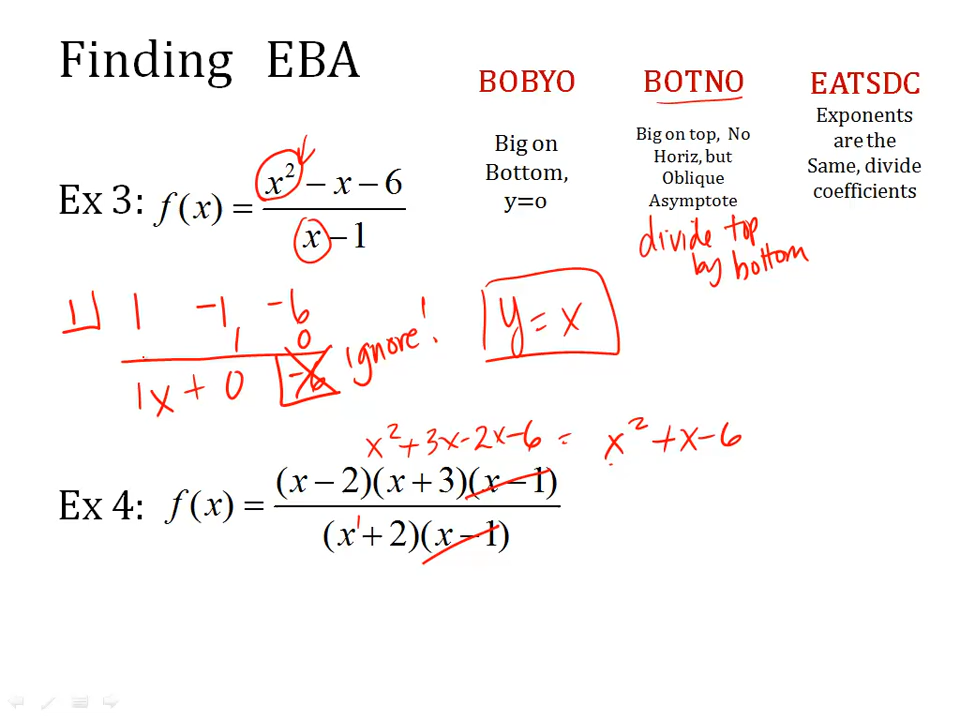 Finding EBA
BOBYO
Big on
Bottom,
y=0
BOTNO
Big on top, No
Horiz, but
Oblique
Asymptote
divide top
by bottom
EATSDC
Exponents
are the
Same, divide
coefficients
Ex 3: f(x) = (x² − x − 6)/(x − 1)
1 1 -1 -6
1 0
1x + 0 -6 ignore!
y = x
x² + 3x - 2x - 6 = x² + x - 6
Ex 4: f(x) = (x − 2)(x + 3)(x − 1)/(x¹ + 2)(x − 1)